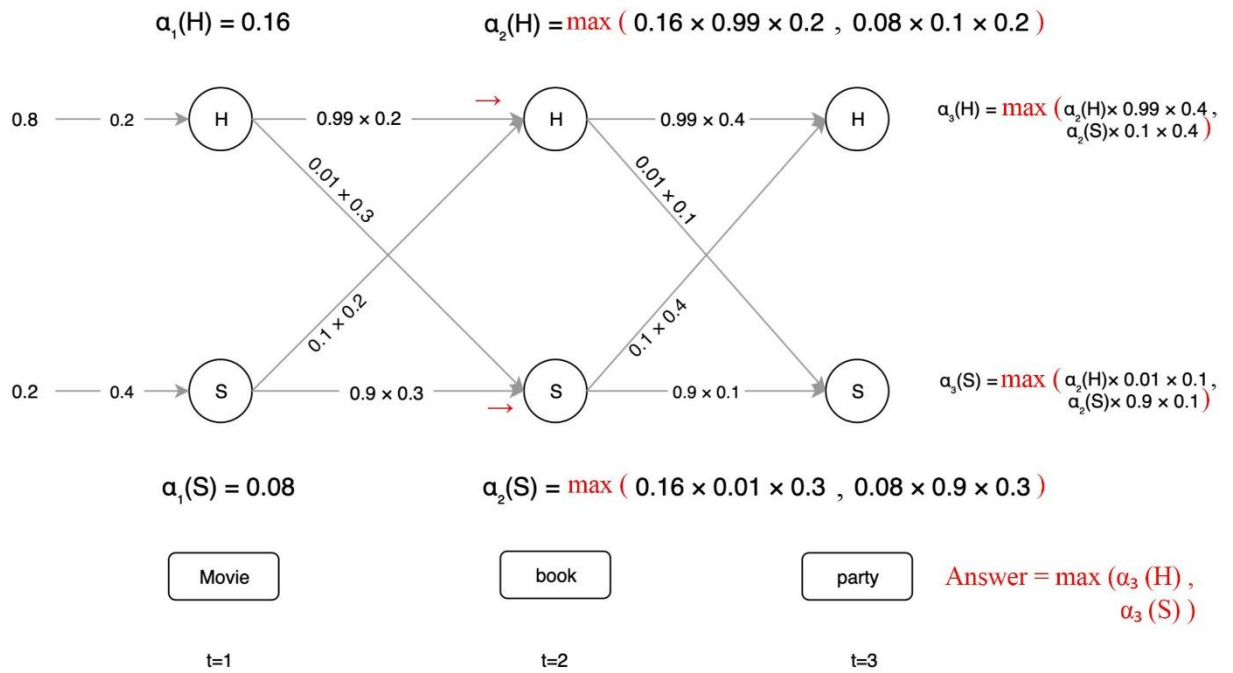 α₁(H) = 0.16
α₂(H) = max ( 0.16 × 0.99 × 0.2 , 0.08 × 0.1 × 0.2 )
→
0.8
0.2
H
0.99 × 0.2
H
0.99 × 0.4
H
α₃(H) = max ( α₂(H)× 0.99 × 0.4 ,
α₂(S)× 0.1 × 0.4 )
0.01 × 0.3
0.01 × 0.1
0.1 × 0.2
0.1 × 0.4
0.2
0.4
S
0.9 × 0.3
→
S
0.9 × 0.1
S
α₃(S) = max ( α₂(H)× 0.01 × 0.1 ,
α₂(S)× 0.9 × 0.1 )
α₁(S) = 0.08
α₂(S) = max ( 0.16 × 0.01 × 0.3 , 0.08 × 0.9 × 0.3 )
Movie
book
party
Answer = max (α₃ (H) ,
α₃ (S) )
t=1
t=2
t=3